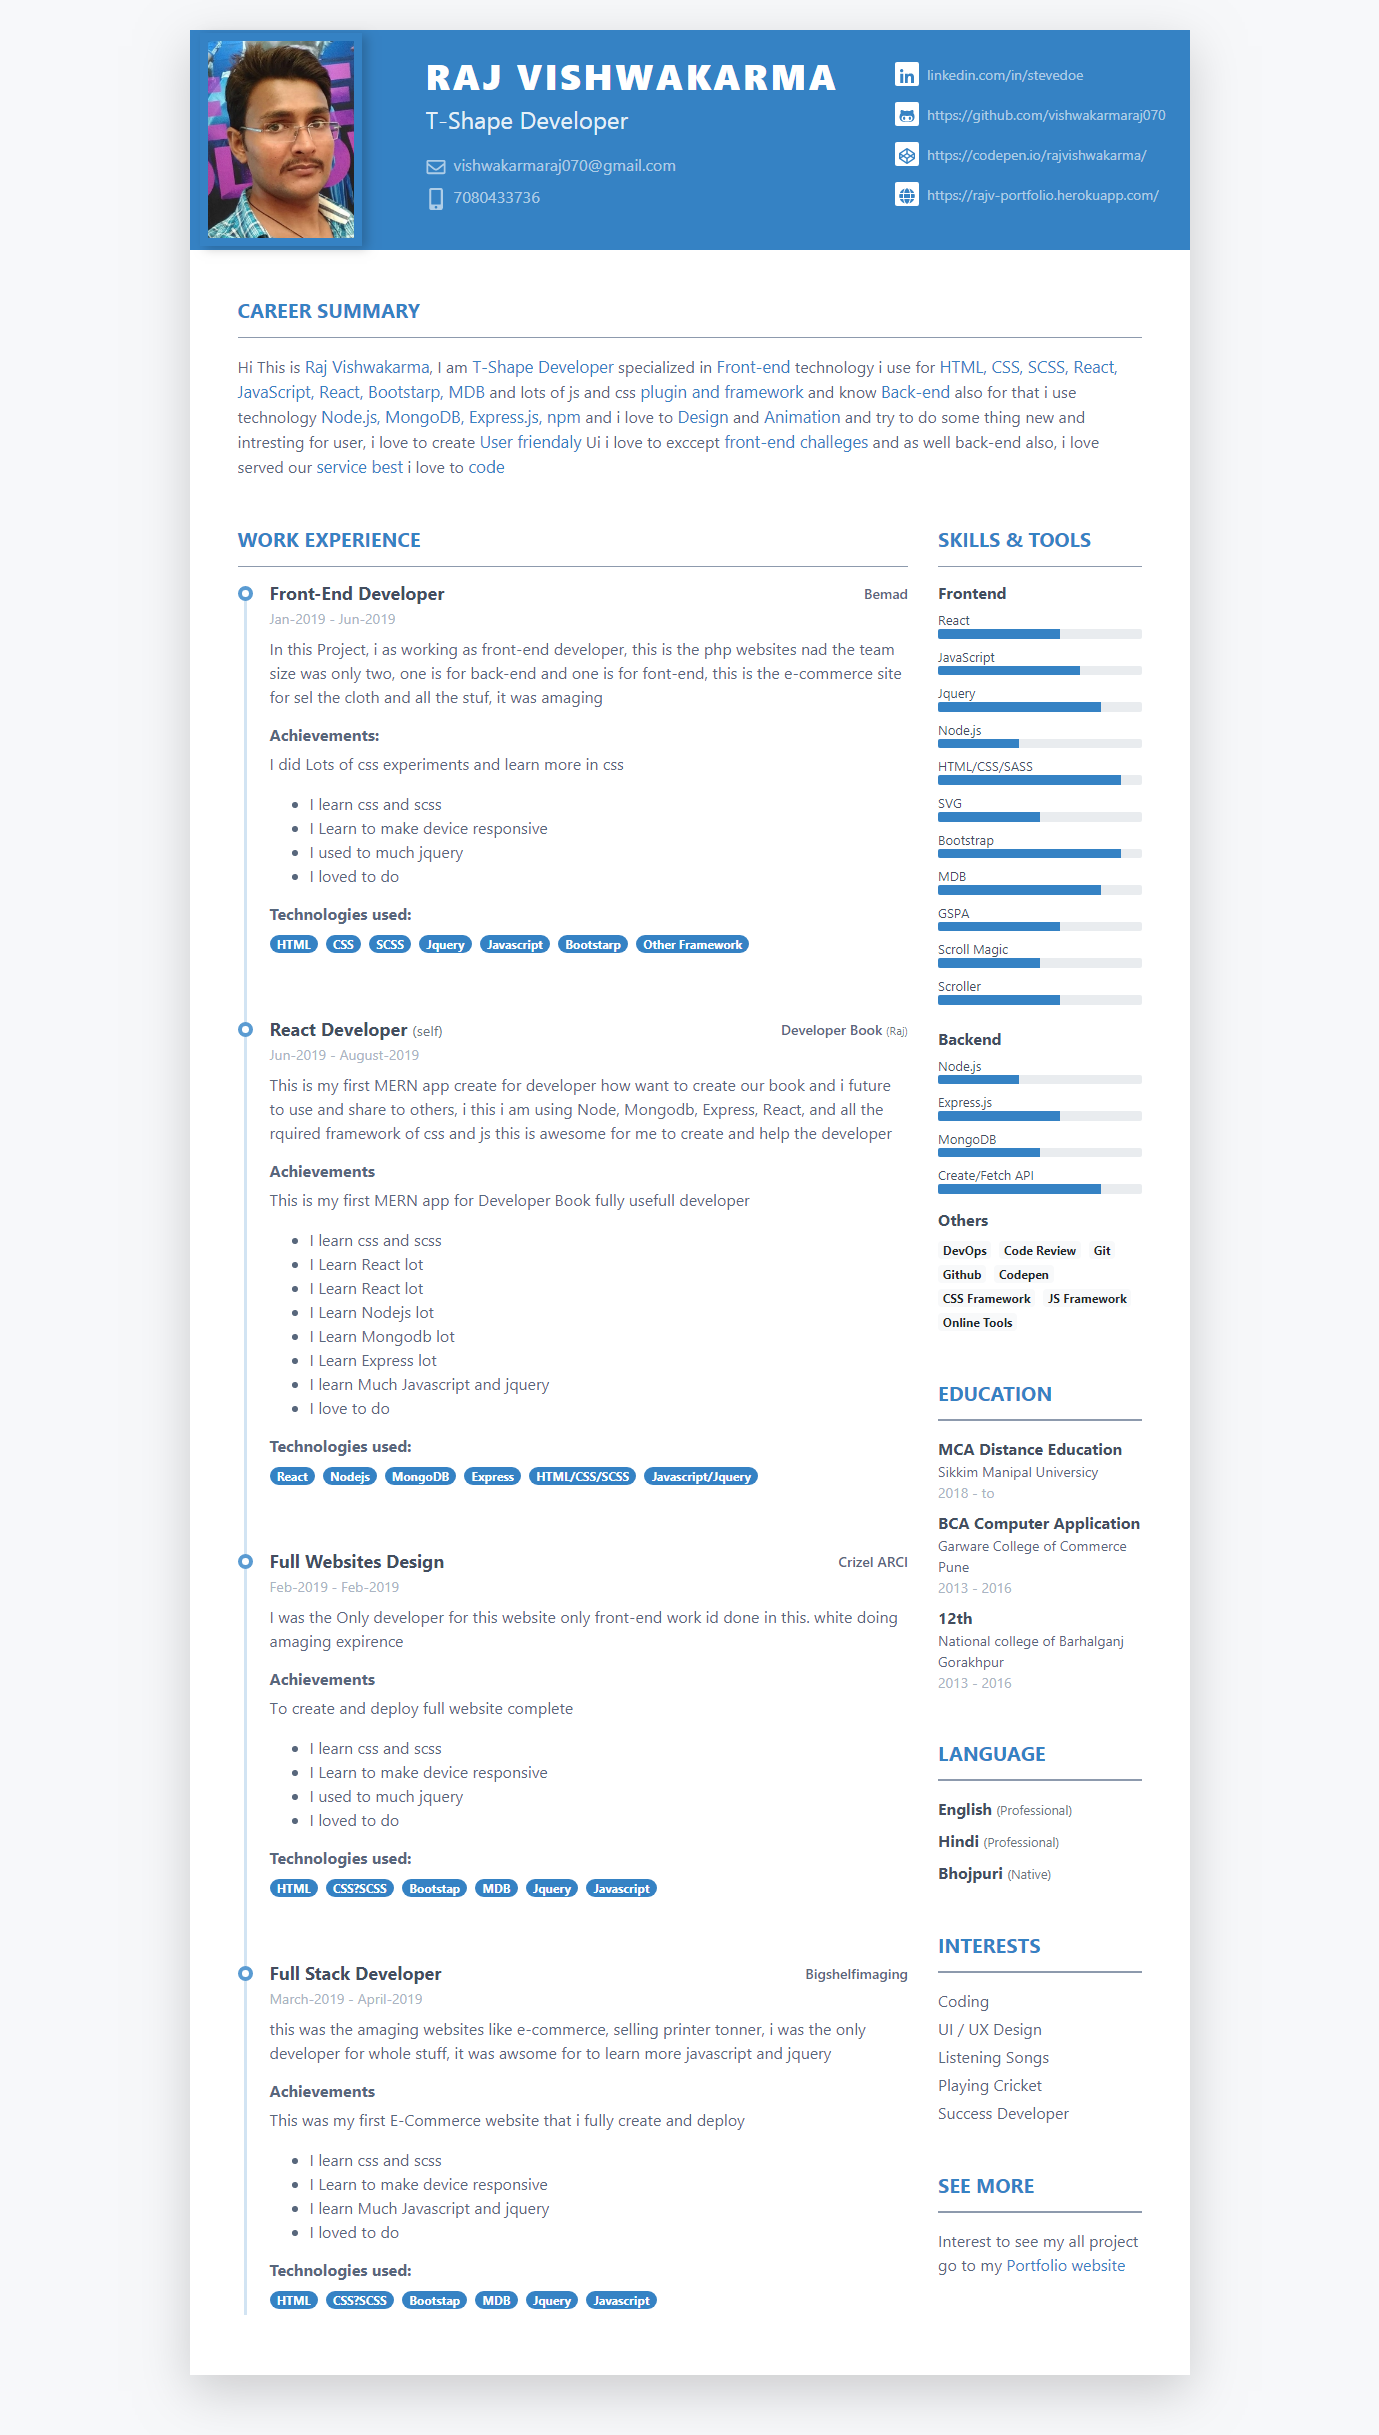 RAJ VISHWAKARMA
T-Shape Developer
vishwakarmaraj070@gmail.com
7080433736
linkedin.com/in/stevedoe
https://github.com/vishwakarmaraj070
https://codepen.io/rajvishwakarma/
https://rajv-portfolio.herokuapp.com/
CAREER SUMMARY
Hi This is Raj Vishwakarma, I am T-Shape Developer specialized in Front-end technology i use for HTML, CSS, SCSS, React,
JavaScript, React, Bootstarp, MDB and lots of js and css plugin and framework and know Back-end also for that i use
technology Node.js, MongoDB, Express.js, npm and i love to Design and Animation and try to do some thing new and
intresting for user, i love to create User friendaly Ui i love to exccept front-end challeges and as well back-end also, i love
served our service best i love to code
WORK EXPERIENCE
Front-End Developer
Bemad
Jan-2019 - Jun-2019
In this Project, i as working as front-end developer, this is the php websites nad the team
size was only two, one is for back-end and one is for font-end, this is the e-commerce site
for sel the cloth and all the stuf, it was amaging
Achievements:
I did Lots of css experiments and learn more in css
I learn css and scss
I Learn to make device responsive
I used to much jquery
I loved to do
Technologies used:
HTML CSS SCSS Jquery Javascript Bootstarp Other Framework
React Developer (self)
Developer Book (Raj)
Jun-2019 - August-2019
This is my first MERN app create for developer how want to create our book and i future
to use and share to others, i this i am using Node, Mongodb, Express, React, and all the
rquired framework of css and js this is awesome for me to create and help the developer
Achievements
This is my first MERN app for Developer Book fully usefull developer
I learn css and scss
I Learn React lot
I Learn React lot
I Learn Nodejs lot
I Learn Mongodb lot
I Learn Express lot
I learn Much Javascript and jquery
I love to do
Technologies used:
React Nodejs MongoDB Express HTML/CSS/SCSS Javascript/Jquery
Full Websites Design
Crizel ARCI
Feb-2019 - Feb-2019
I was the Only developer for this website only front-end work id done in this. white doing
amaging expirence
Achievements
To create and deploy full website complete
I learn css and scss
I Learn to make device responsive
I used to much jquery
I loved to do
Technologies used:
HTML CSS?SCSS Bootstap MDB Jquery Javascript
Full Stack Developer
Bigshelfimaging
March-2019 - April-2019
this was the amaging websites like e-commerce, selling printer tonner, i was the only
developer for whole stuff, it was awsome for to learn more javascript and jquery
Achievements
This was my first E-Commerce website that i fully create and deploy
I learn css and scss
I Learn to make device responsive
I learn Much Javascript and jquery
I loved to do
Technologies used:
HTML CSS?SCSS Bootstap MDB Jquery Javascript
SKILLS & TOOLS
Frontend
React
JavaScript
Jquery
Node.js
HTML/CSS/SASS
SVG
Bootstrap
MDB
GSPA
Scroll Magic
Scroller
Backend
Node.js
Express.js
MongoDB
Create/Fetch API
Others
DevOps Code Review Git
Github Codepen
CSS Framework JS Framework
Online Tools
EDUCATION
MCA Distance Education
Sikkim Manipal Universicy
2018 - to
BCA Computer Application
Garware College of Commerce
Pune
2013 - 2016
12th
National college of Barhalganj
Gorakhpur
2013 - 2016
LANGUAGE
English (Professional)
Hindi (Professional)
Bhojpuri (Native)
INTERESTS
Coding
UI / UX Design
Listening Songs
Playing Cricket
Success Developer
SEE MORE
Interest to see my all project
go to my Portfolio website